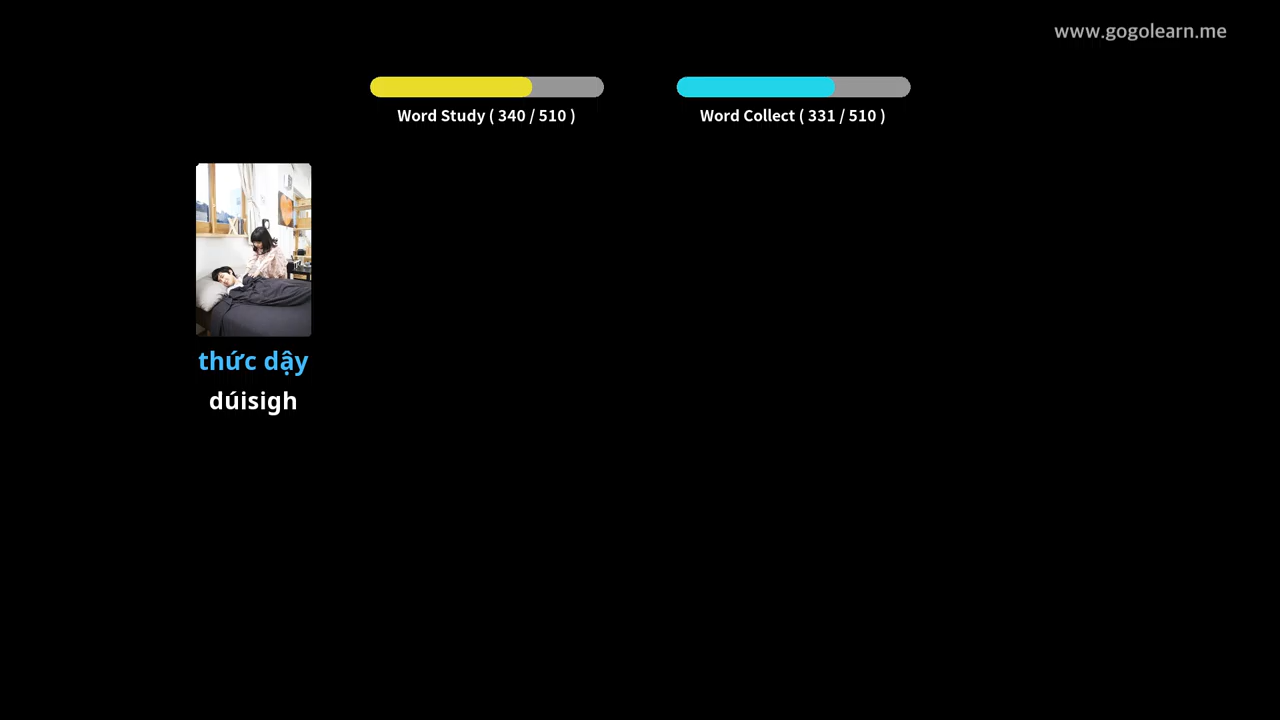 www.gogolearn.me
Word Study ( 340 / 510 )
Word Collect ( 331 / 510 )
thức dậy
dúisigh